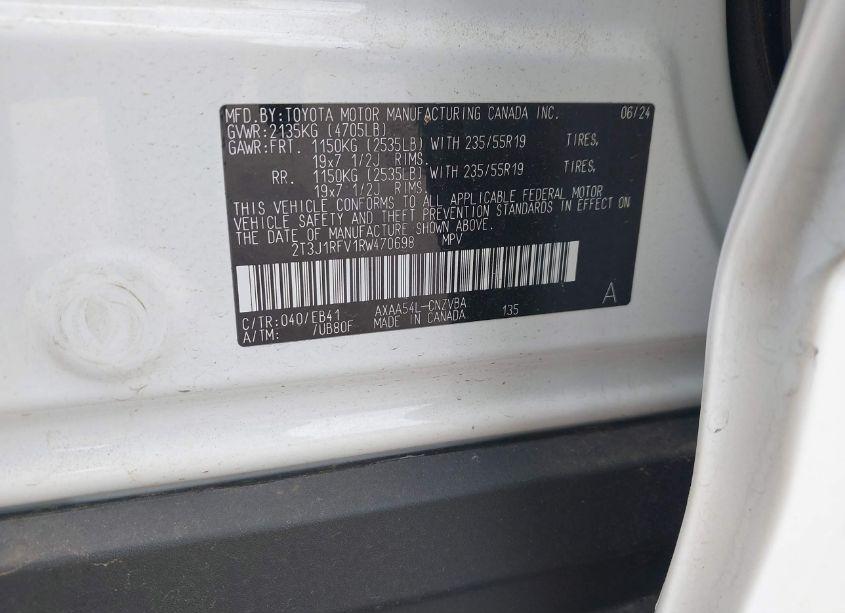 MFD.BY:TOYOTA MOTOR MANUFACTURING CANADA INC. 06/24
GVWR:2135KG (4705LB)
GAWR:FRT. 1150KG (2535LB) WITH 235/55R19 TIRES,
19x7 1/2J RIMS.
RR. 1150KG (2535LB) WITH 235/55R19 TIRES,
19x7 1/2J RIMS.
THIS VEHICLE CONFORMS TO ALL APPLICABLE FEDERAL MOTOR
VEHICLE SAFETY AND THEFT PREVENTION STANDARDS IN EFFECT ON
THE DATE OF MANUFACTURE SHOWN ABOVE.
2T3J1RFV1RW470698 MPV
C/TR:040/EB41 AXAA54L-CNZVBA 135 A
A/TM: /UB80F MADE IN CANADA